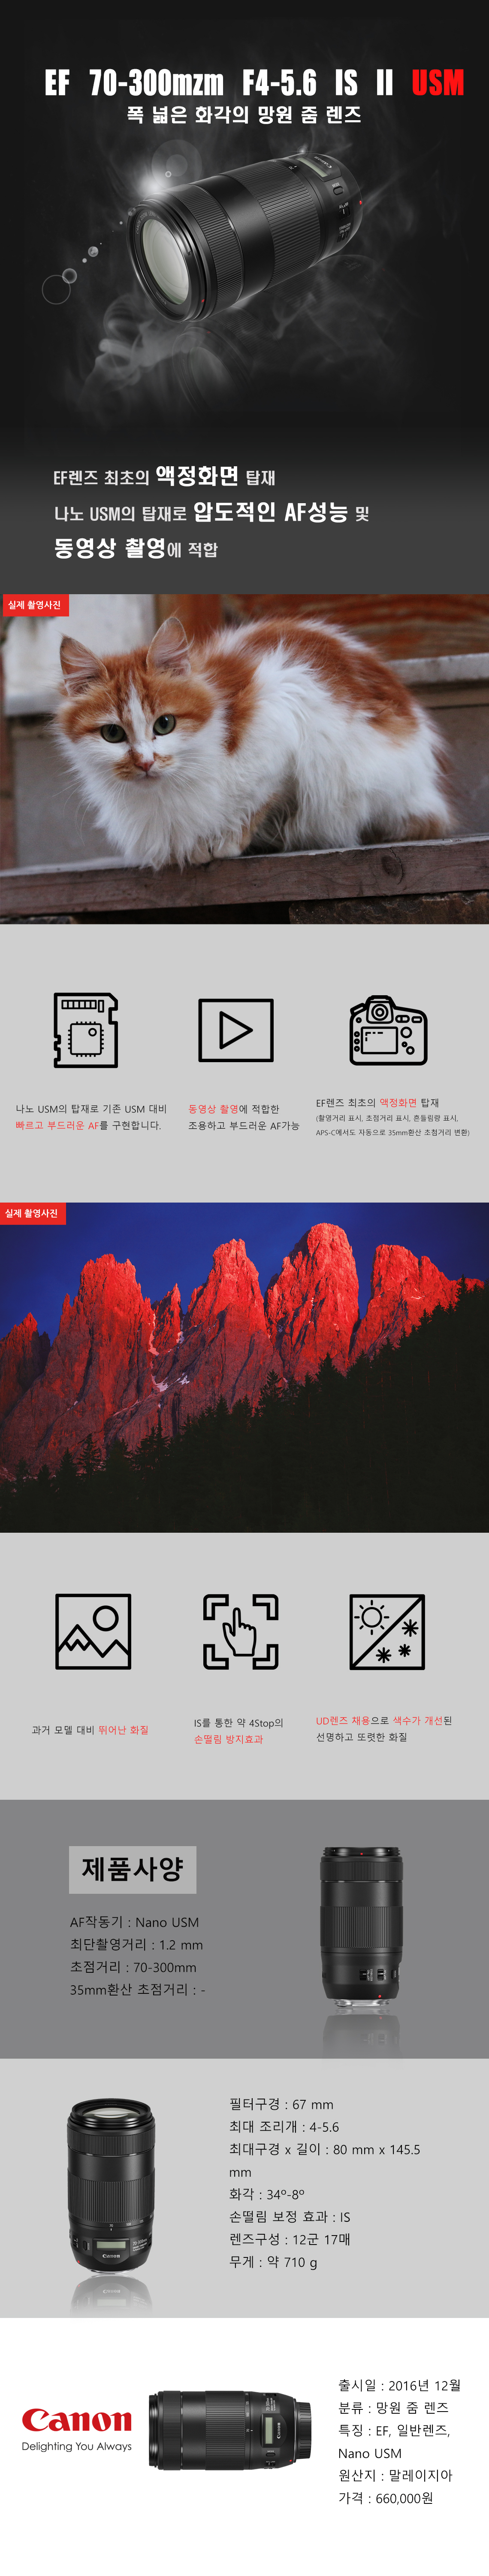 EF 70-300mzm F4-5.6 IS II USM
폭 넓은 화각의 망원 줌 렌즈
EF렌즈 최초의 액정화면 탑재
나노 USM의 탑재로 압도적인 AF성능 및
동영상 촬영에 적합
실제 촬영사진
나노 USM의 탑재로 기존 USM 대비
빠르고 부드러운 AF를 구현합니다.
동영상 촬영에 적합한
조용하고 부드러운 AF가능
EF렌즈 최초의 액정화면 탑재
(촬영거리 표시, 초점거리 표시, 흔들림량 표시,
APS-C에서도 자동으로 35mm환산 초점거리 변환)
실제 촬영사진
과거 모델 대비 뛰어난 화질
IS를 통한 약 4Stop의
손떨림 방지효과
UD렌즈 채용으로 색수가 개선된
선명하고 또렷한 화질
제품사양
AF작동기 : Nano USM
최단촬영거리 : 1.2 mm
초점거리 : 70-300mm
35mm환산 초점거리 : -
필터구경 : 67 mm
최대 조리개 : 4-5.6
최대구경 x 길이 : 80 mm x 145.5
mm
화각 : 34º-8º
손떨림 보정 효과 : IS
렌즈구성 : 12군 17매
무게 : 약 710 g
Canon
Canon
Delighting You Always
Canon
출시일 : 2016년 12월
분류 : 망원 줌 렌즈
특징 : EF, 일반렌즈,
Nano USM
원산지 : 말레이지아
가격 : 660,000원